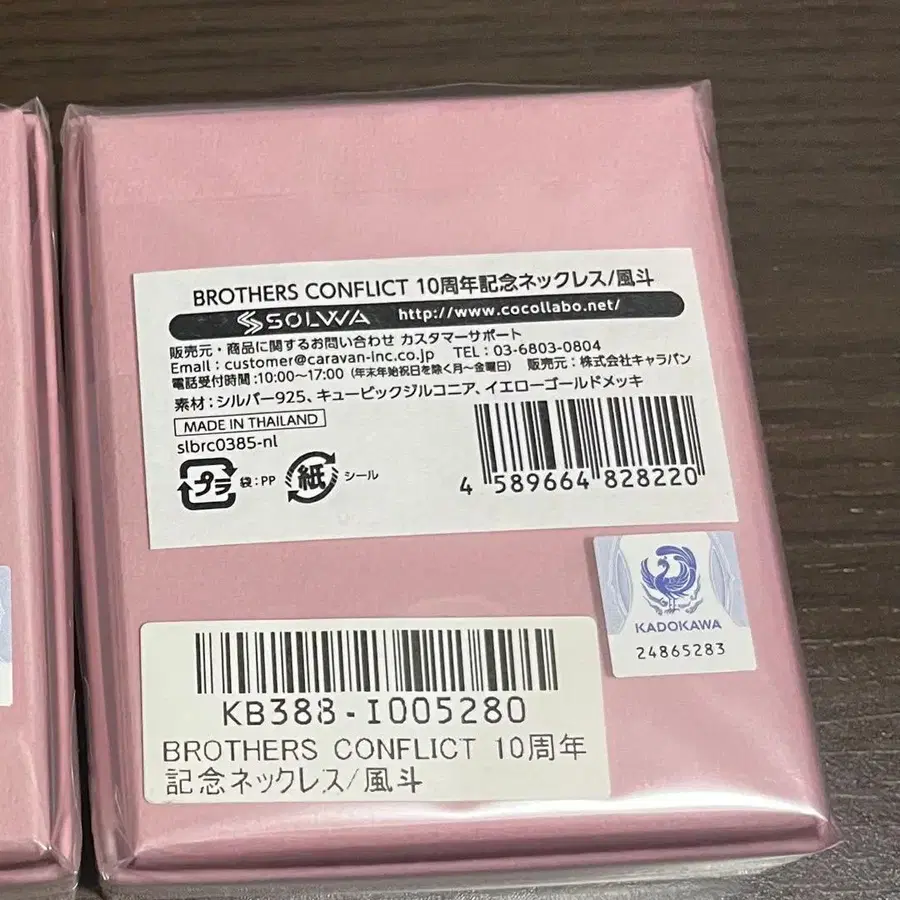 BROTHERS CONFLICT 10周年記念ネックレス/風斗
SOLWA http://www.cocollabo.net/
販売元・商品に関するお問い合わせ カスタマーサポート
Email : customer@caravan-inc.co.jp TEL : 03-6803-0804
電話受付時間 :10:00～17:00 (年末年始祝日を除く月～金曜日) 販売元 : 株式会社キャラバン
素材 : シルバー925、キュービックジルコニア、イエローゴールドメッキ
MADE IN THAILAND
slbrc0385-nl
プラ 袋:PP 紙 シール
4 589664 828220
KADOKAWA
24865283
KB388-I005280
BROTHERS CONFLICT 10周年
記念ネックレス/風斗